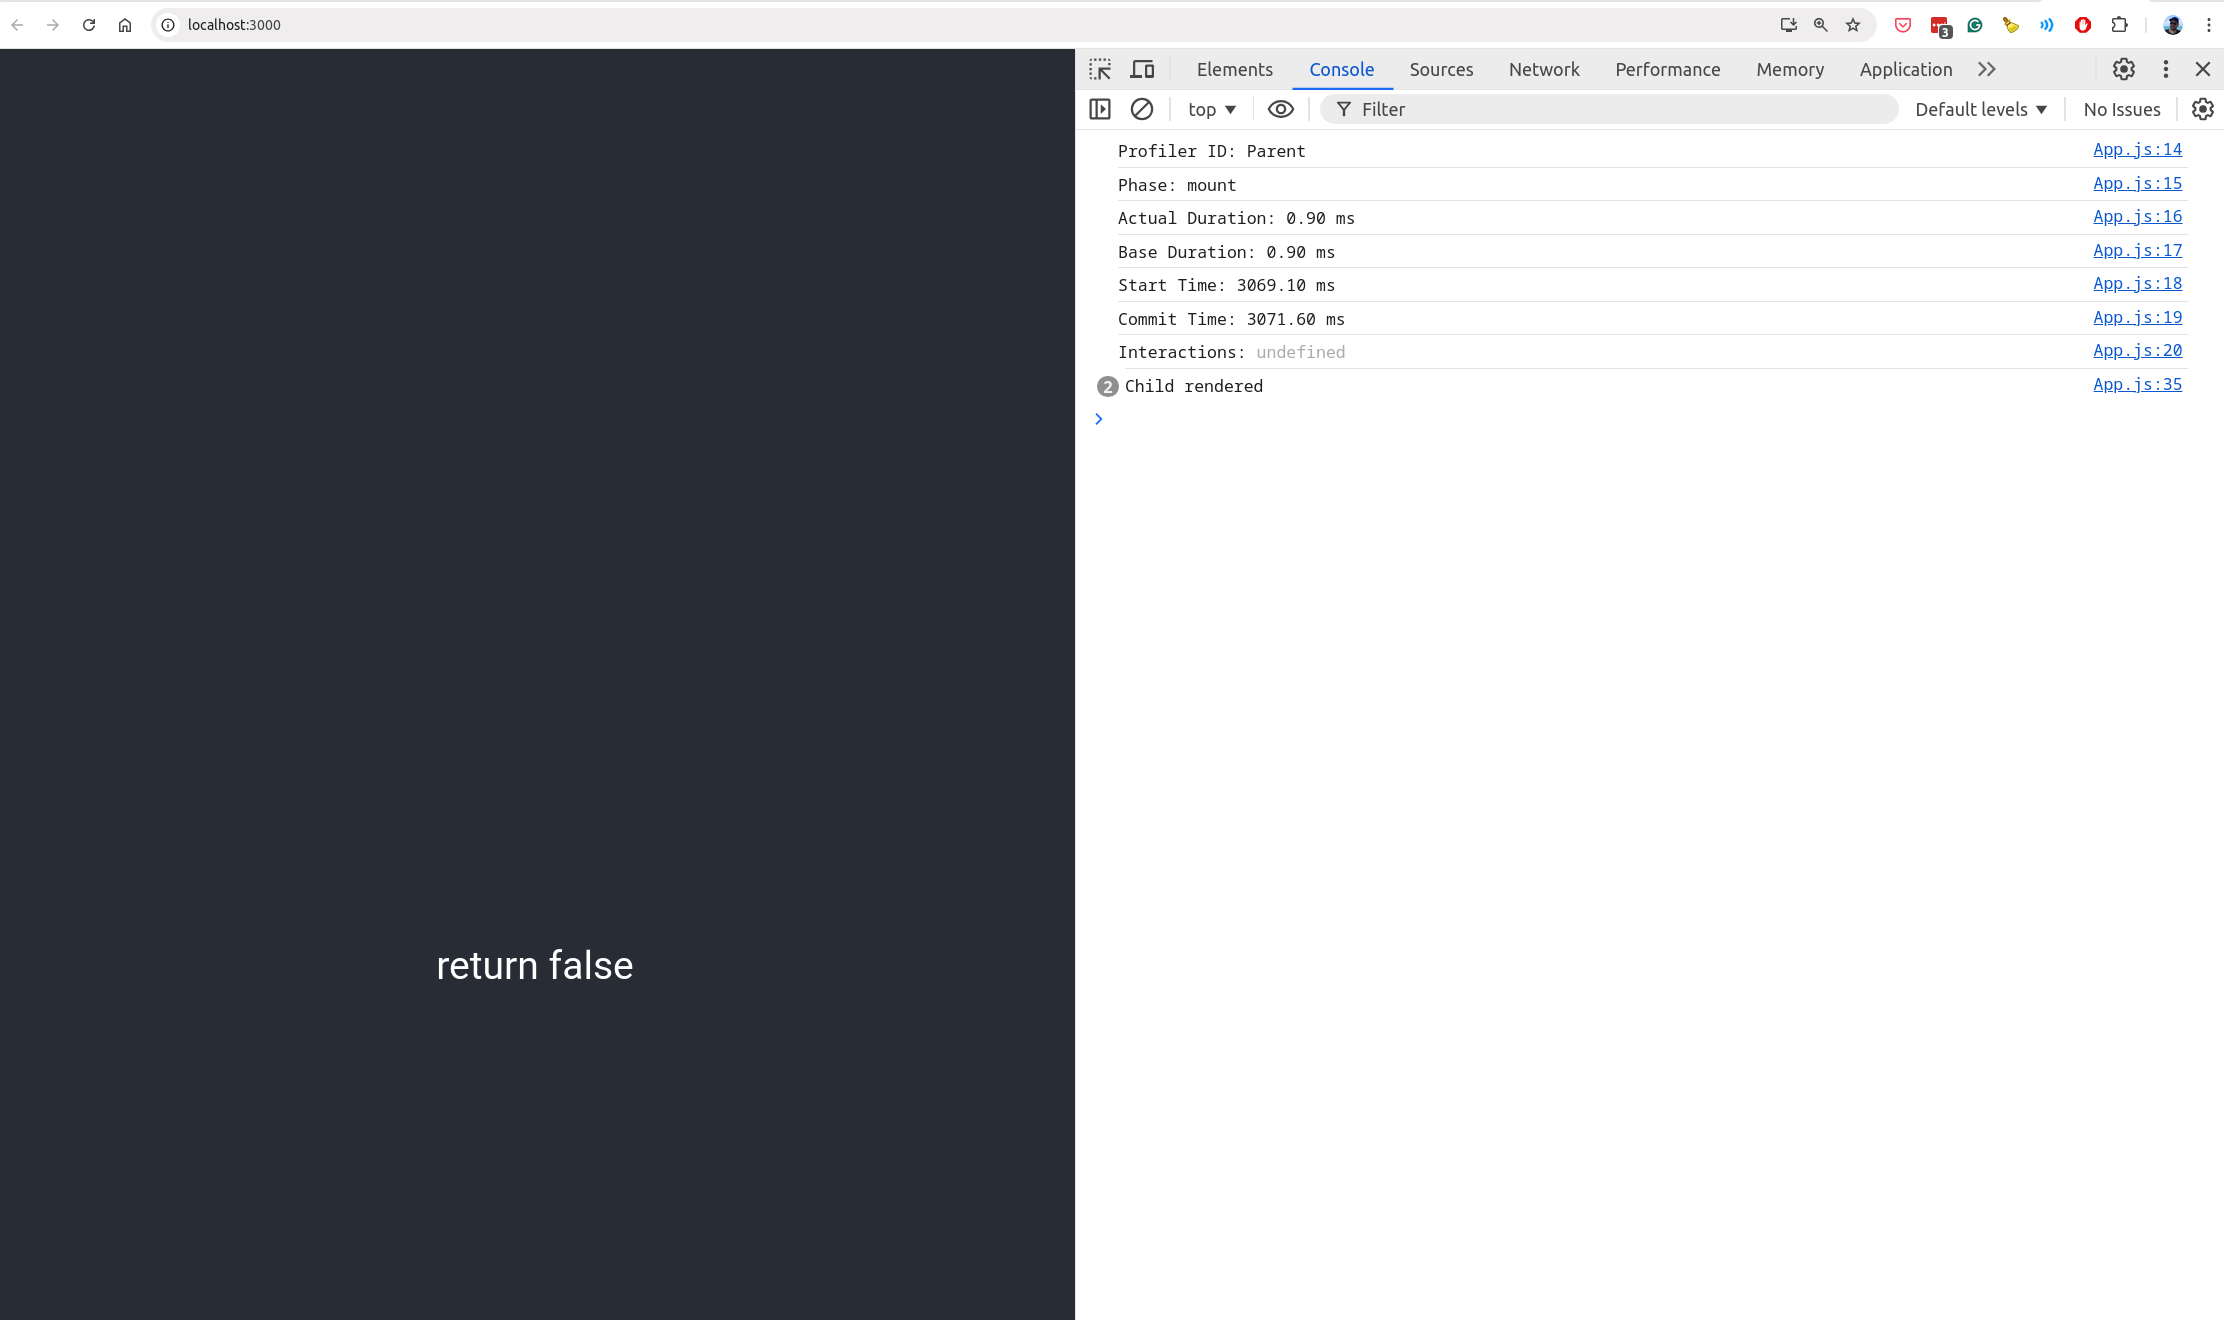 localhost:3000
3
Elements Console Sources Network Performance Memory Application
top Filter Default levels No Issues
Profiler ID: Parent App.js:14
Phase: mount App.js:15
Actual Duration: 0.90 ms App.js:16
Base Duration: 0.90 ms App.js:17
Start Time: 3069.10 ms App.js:18
Commit Time: 3071.60 ms App.js:19
Interactions: undefined App.js:20
2 Child rendered App.js:35
return false